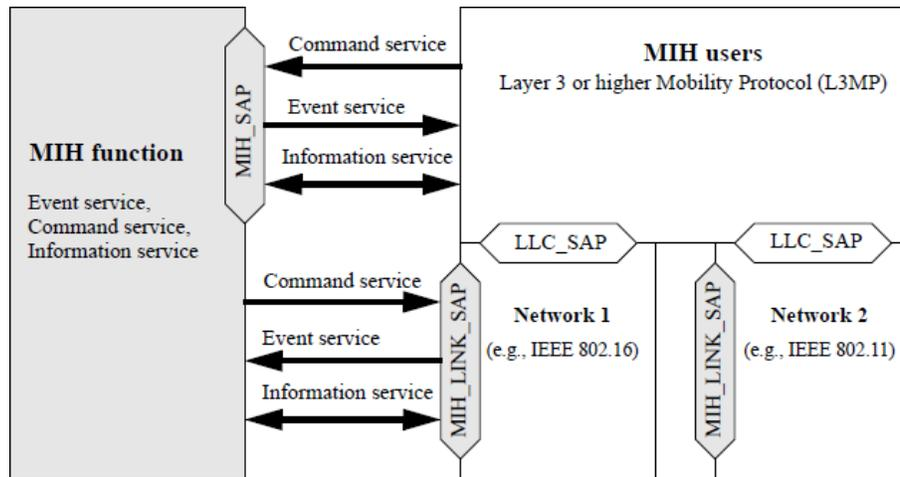 Command service
MIH users
Layer 3 or higher Mobility Protocol (L3MP)
MIH_SAP
Event service
MIH function
Information service
Event service,
Command service,
Information service
LLC_SAP
LLC_SAP
Command service
MIH_LINK_SAP
Network 1
MIH_LINK_SAP
Network 2
Event service
(e.g., IEEE 802.16)
(e.g., IEEE 802.11)
Information service